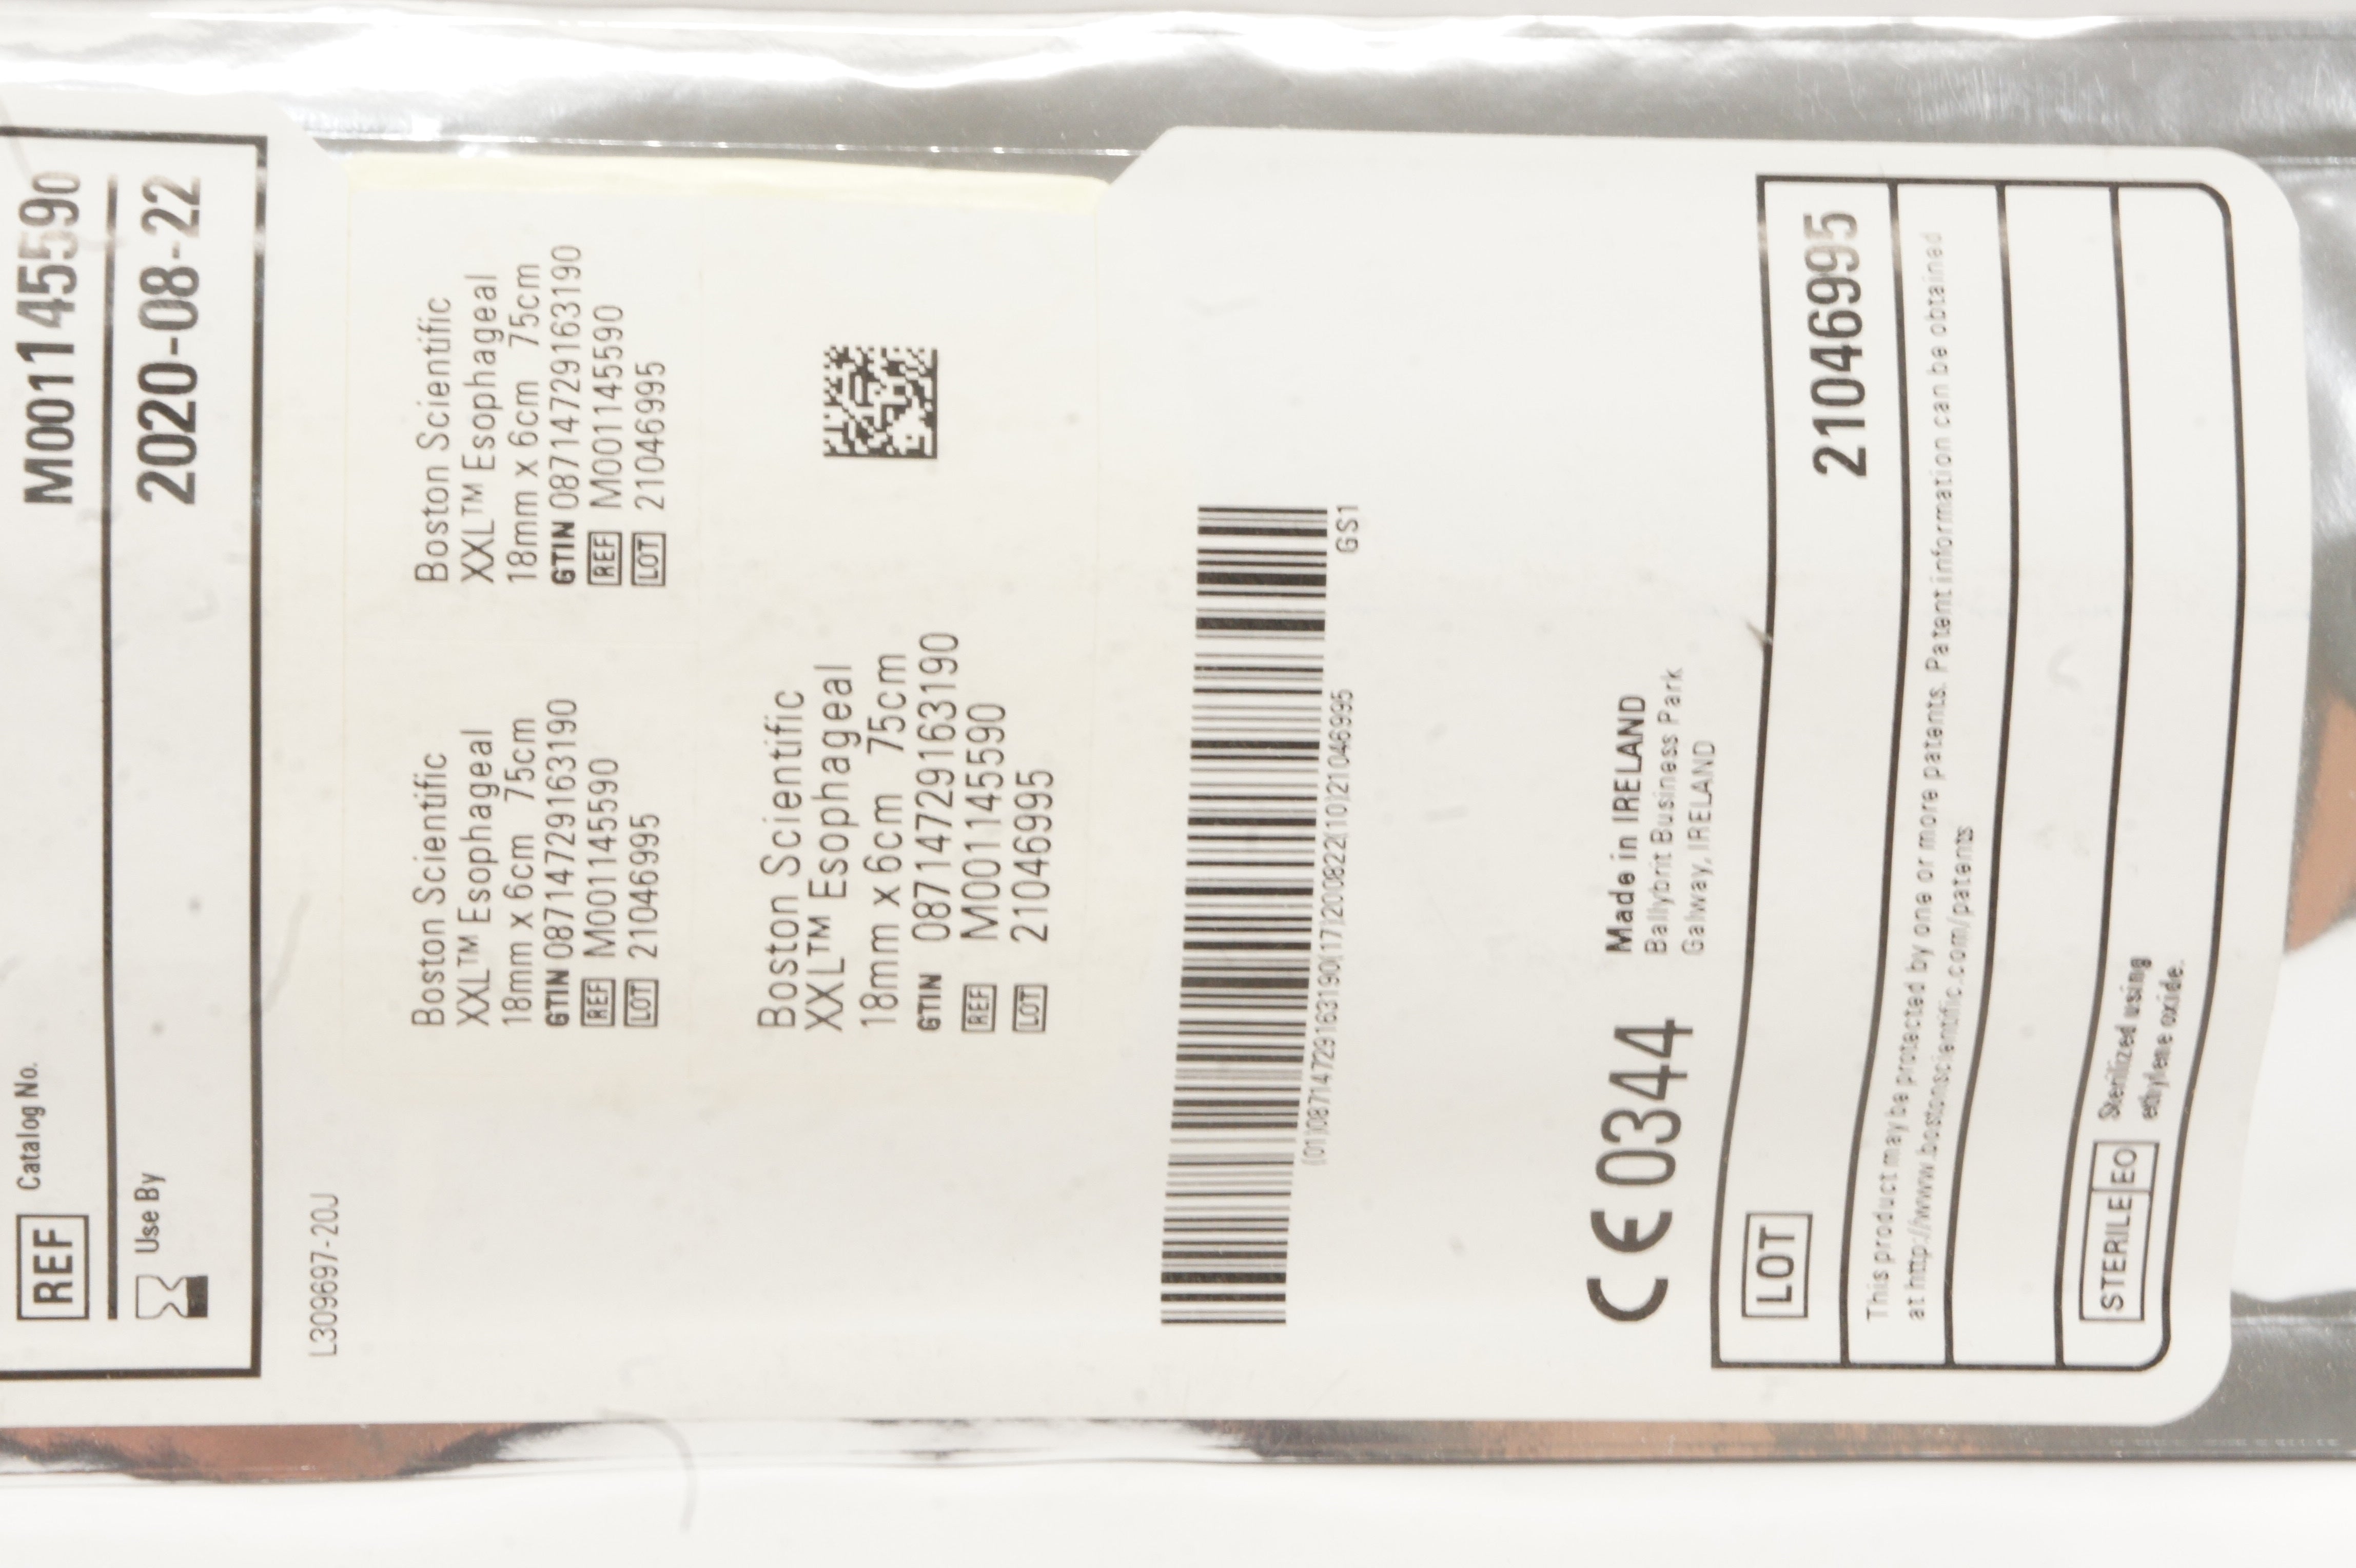 REF Catalog No. M001145590
Use By 2020-08-22
L309697-20J
Boston Scientific
XXL™ Esophageal
18mm x 6cm 75cm
GTIN 08714729163190
REF M001145590
LOT 21046995
Boston Scientific
XXL™ Esophageal
18mm x 6cm 75cm
GTIN 08714729163190
REF M001145590
LOT 21046995
Boston Scientific
XXL™ Esophageal
18mm x 6cm 75cm
GTIN 08714729163190
REF M001145590
LOT 21046995
(01)08714729163190(17)200822(10)21046995
GS1
CE 0344
Made in IRELAND
Ballybrit Business Park
Galway, IRELAND
LOT 21046995
This product may be protected by one or more patents. Patent information can be obtained
at http://www.bostonscientific.com/patents
STERILE EO Sterilized using
ethylene oxide.